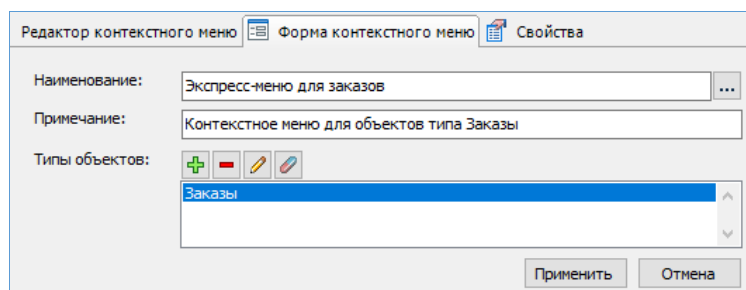 Редактор контекстного меню Форма контекстного меню Свойства
Наименование: Экспресс-меню для заказов ...
Примечание: Контекстное меню для объектов типа Заказы
Типы объектов:
Заказы
Применить Отмена